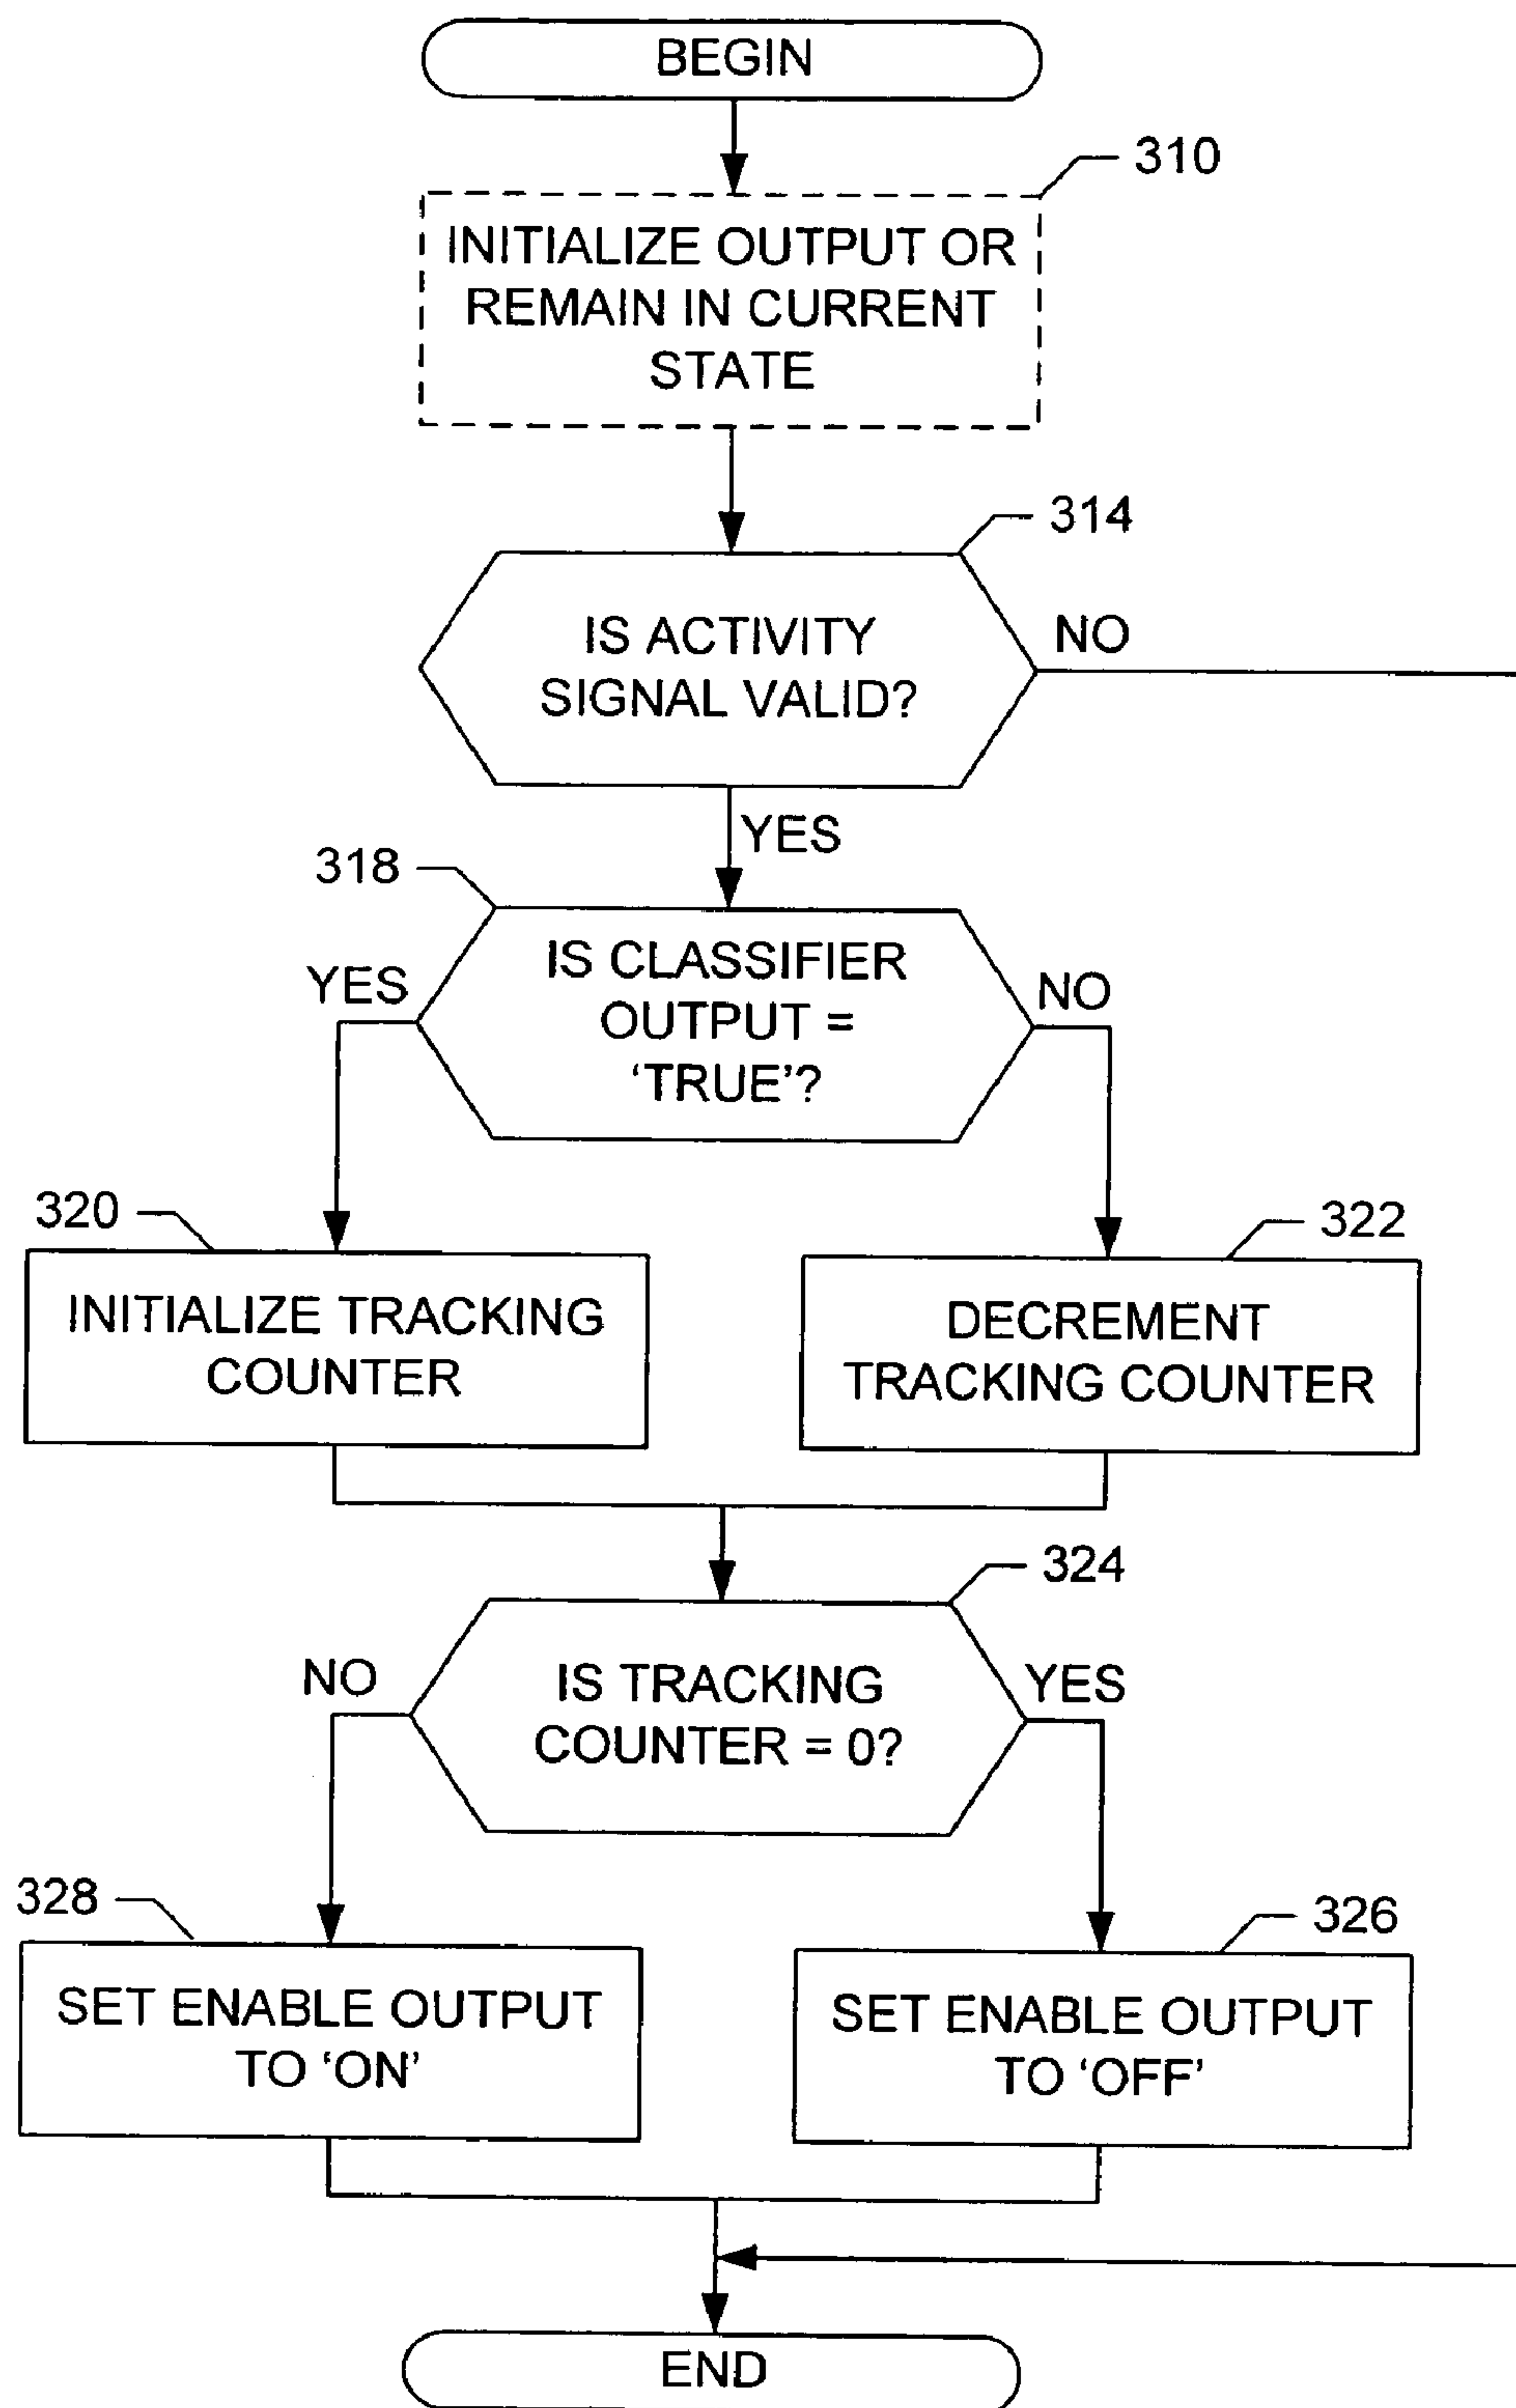 BEGIN
310
INITIALIZE OUTPUT OR
REMAIN IN CURRENT
STATE
314
IS ACTIVITY
SIGNAL VALID?
NO
YES
318
IS CLASSIFIER
OUTPUT =
‘TRUE’?
YES
NO
320
INITIALIZE TRACKING
COUNTER
322
DECREMENT
TRACKING COUNTER
324
IS TRACKING
COUNTER = 0?
NO
YES
328
SET ENABLE OUTPUT
TO ‘ON’
326
SET ENABLE OUTPUT
TO ‘OFF’
END